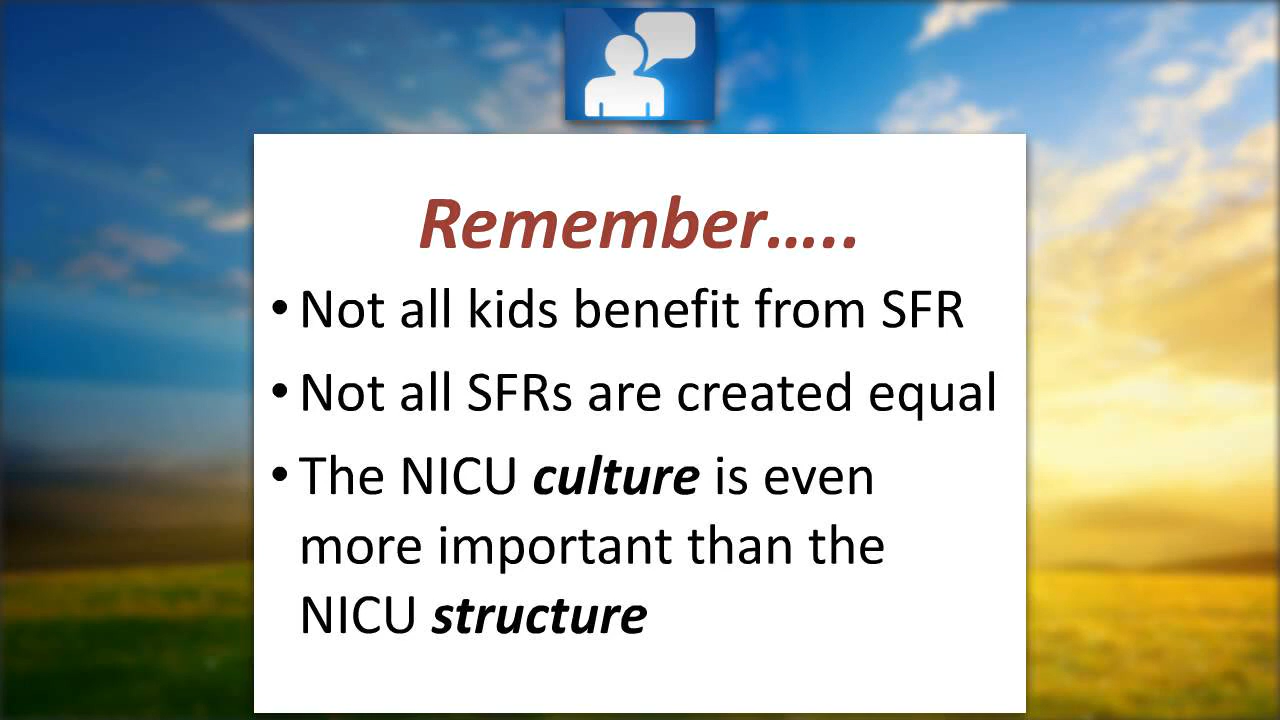 Remember…..
• Not all kids benefit from SFR
• Not all SFRs are created equal
• The NICU culture is even
more important than the
NICU structure